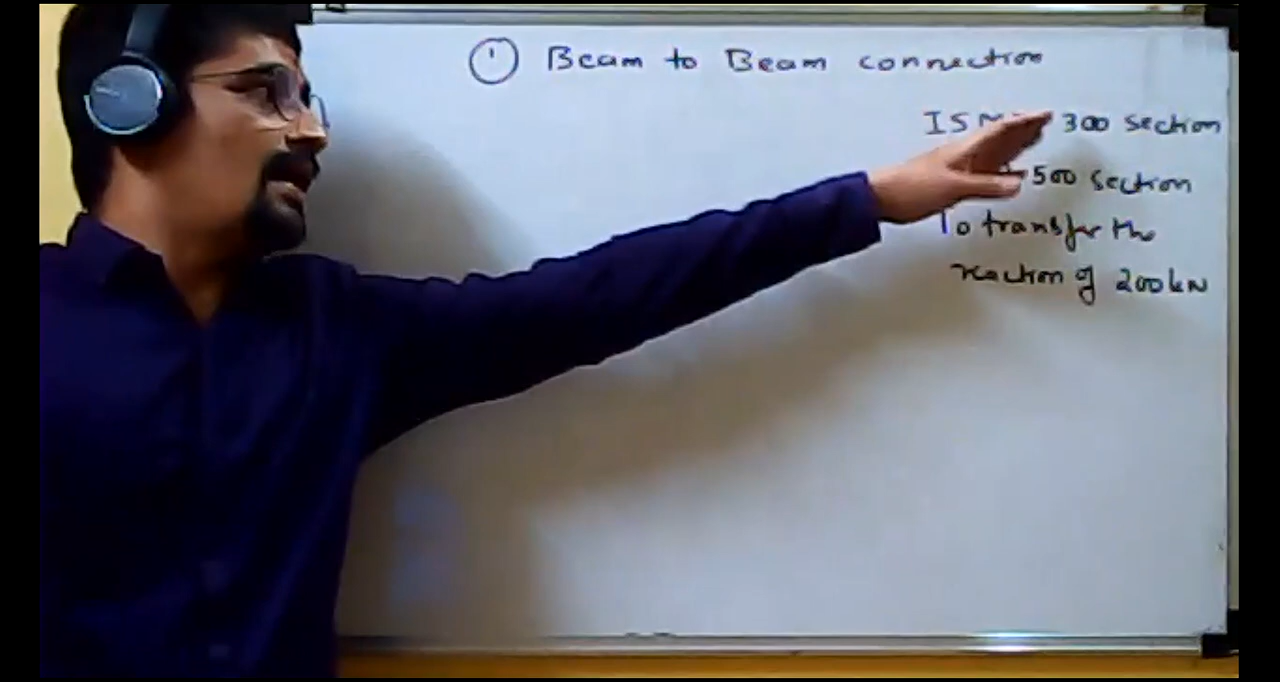 ① Beam to Beam connection
300 section
500 section
To transfer the
reaction of 200kN